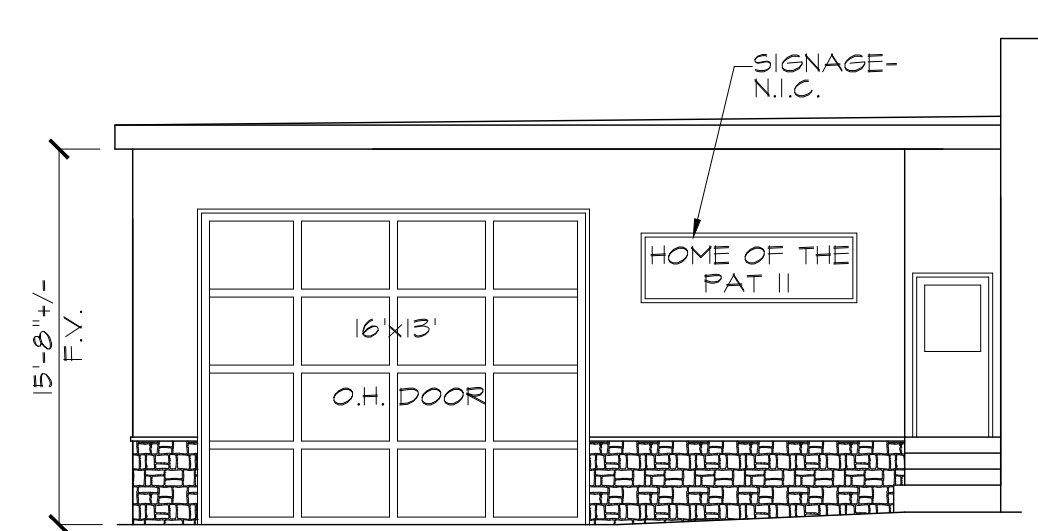 SIGNAGE-
N.I.C.
HOME OF THE
PAT II
16'x13'
O.H. DOOR
15'-8"+/-
F.V.